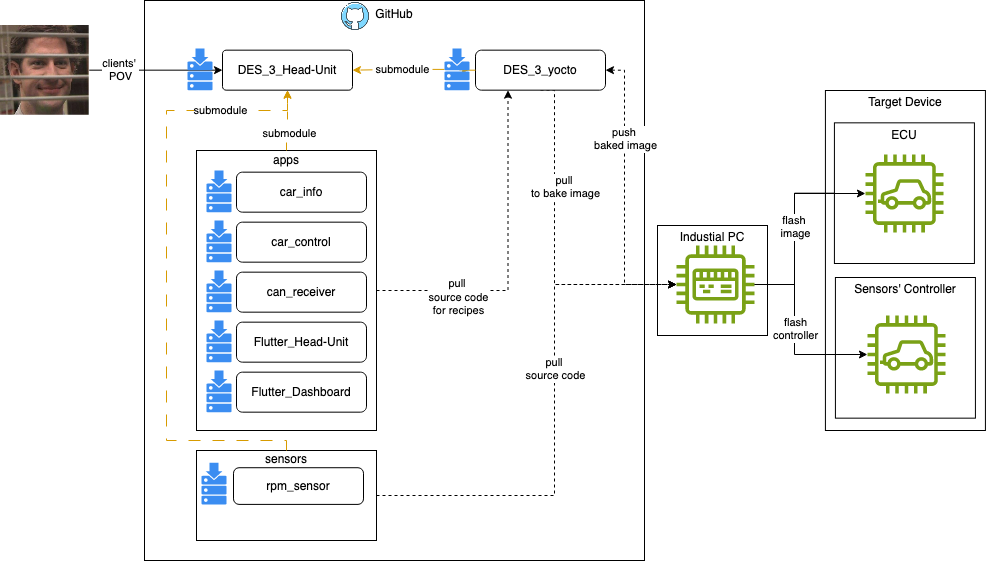 GitHub
clients'
POV
DES_3_Head-Unit
submodule
DES_3_yocto
submodule
submodule
push
baked image
pull
to bake image
apps
car_info
car_control
can_receiver
Flutter_Head-Unit
Flutter_Dashboard
pull
source code
for recipes
sensors
rpm_sensor
pull
source code
Industial PC
flash
image
flash
controller
Target Device
ECU
Sensors' Controller